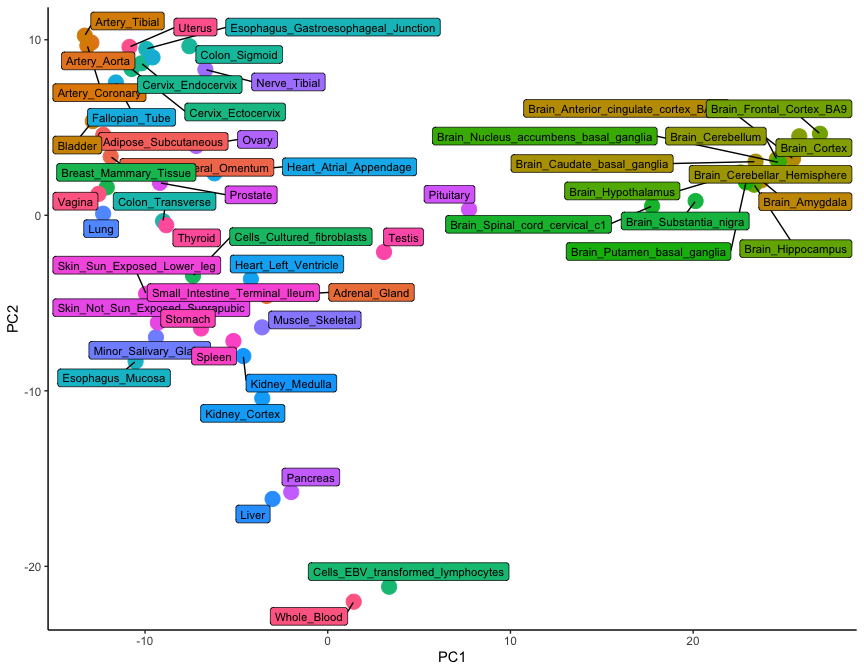 Artery_Tibial
Uterus
Esophagus_Gastroesophageal_Junction
10
Colon_Sigmoid
Artery_Aorta
Nerve_Tibial
Cervix_Endocervix
Artery_Coronary
Cervix_Ectocervix
Fallopian_Tube
Brain_Anterior_cingulate_cortex_BA
Brain_Frontal_Cortex_BA9
Brain_Nucleus_accumbens_basal_ganglia
Brain_Cerebellum
Bladder
Adipose_Subcutaneous
Ovary
Brain_Cortex
eral_Omentum
Heart_Atrial_Appendage
Brain_Caudate_basal_ganglia
Breast_Mammary_Tissue
Brain_Cerebellar_Hemisphere
Prostate
Pituitary
Brain_Hypothalamus
Vagina
Colon_Transverse
Brain_Amygdala
0
Lung
Brain_Spinal_cord_cervical_c1
Brain_Substantia_nigra
Thyroid
Cells_Cultured_fibroblasts
Testis
Brain_Putamen_basal_ganglia
Brain_Hippocampus
Skin_Sun_Exposed_Lower_leg
Heart_Left_Ventricle
Small_Intestine_Terminal_Ileum
Adrenal_Gland
Skin_Not_Sun_Exposed_Suprapubic
Stomach
Muscle_Skeletal
PC2
Minor_Salivary_Gla
Spleen
Esophagus_Mucosa
Kidney_Medulla
-10
Kidney_Cortex
Pancreas
Liver
-20
Cells_EBV_transformed_lymphocytes
Whole_Blood
-10
0
10
20
PC1